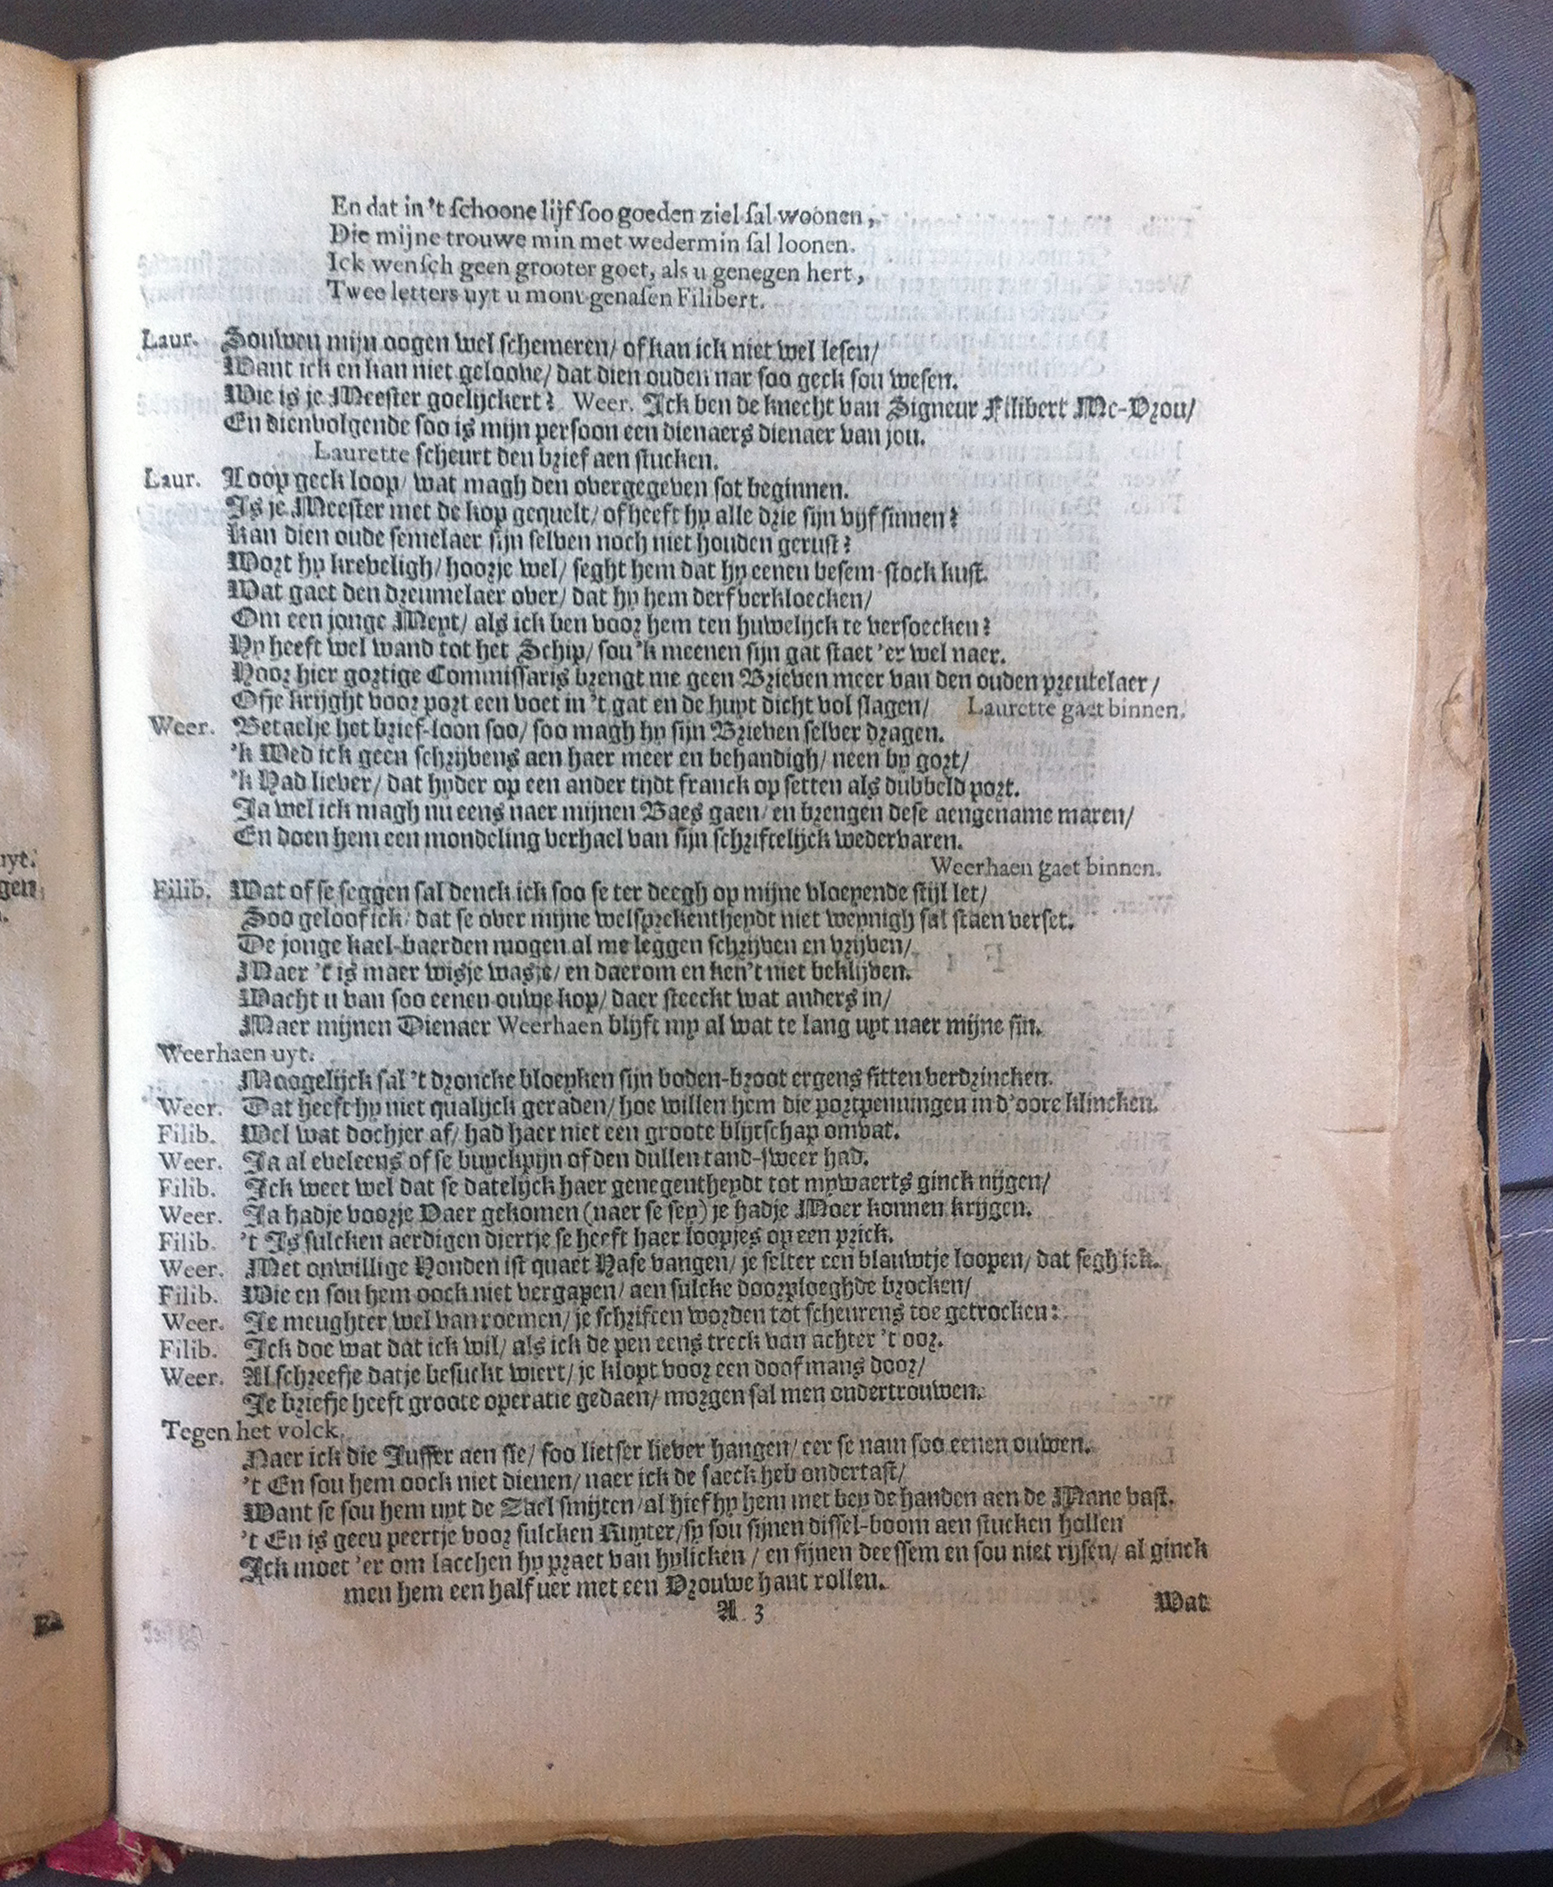 En dat in 't schoone lijf soo goeden ziel sal woonen,
Die mijne trouwe min met wedermin sal loonen.
Ick wensch geen grooter goet, als u genegen hert,
Twee letters uyt u mont genasen Filibert.
Laur. Souwen mijn oogen wel schemeren/ of kan ick niet wel lesen/
Want ick en kan niet geloove/ dat dien ouden nar soo geck sou wesen.
Wie is je Meester goelijckert? Weer. Ick ben de knecht van Signeur Filibert Me-Vrou/
En dienvolgende soo is mijn persoon een dienaers dienaer van jou.
Laurette scheurt den brief aen stucken.
Laur. Loop geck loop/ wat magh den overgegeven sot beginnen.
Is je Meester met de kop gequelt/ of heeft hy alle drie sijn vijf sinnen?
Kan dien oude semelaer sijn selven noch niet houden gerust?
Wort hy kreveligh/ hoorje wel/ seght hem dat hy eenen besem-stock kust.
Wat gaet den dreumelaer over/ dat hy hem derf verkloecken/
Om een jonge Meyt/ als ick ben voor hem ten huwelijck te versoecken?
Hy heeft wel wand tot het Schip/ sou 'k meenen sijn gat staet 'er wel naer.
Hoor hier gortige Commissaris brengt me geen Brieven meer van den ouden preutelaer/
Ofje krijght voor port een voet in 't gat en de huyt dicht vol slagen/ Laurette gaet binnen.
Weer. Betaelje het brief-loon soo/ soo magh hy sijn Brieven selver dragen.
'k Wed ick geen schrijvens aen haer meer en behandigh/ neen by gort/
'k Had liever/ dat hyder op een ander tijdt franck op setten als dubbeld port.
Ja wel ick magh nu eens naer mijnen Baes gaen/ en brengen dese aengename maren/
En doen hem een mondeling verhael van sijn schriftelijck wedervaren.
Weerhaen gaet binnen.
Filib. Wat of se seggen sal denck ick soo se ter deegh op mijne vloeyende stijl let/
Soo geloof ick/ dat se over mijne welsprekentheydt niet weynigh sal staen verset.
De jonge kael-baerden mogen al me leggen schrijven en vrijven/
Maer 't is maer wisje wasje/ en daerom en ken't niet beklijven.
Wacht u van soo eenen ouwe kop/ daer steeckt wat anders in/
Maer mijnen Dienaer Weerhaen blijft my al wat te lang uyt naer mijne sin.
Weerhaen uyt.
Moogelijck sal 't droncke bloeyken sijn boden-broot ergens sitten verdrincken.
Weer. Dat heeft hy niet qualijck geraden/ hoe willen hem die portpenningen in d'oore klincken.
Filib. Wel wat dochjer af/ had haer niet een groote blijtschap omvat.
Weer. Ja al eveleens of se buyckpijn of den dullen tand-sweer had.
Filib. Ick weet wel dat se datelijck haer genegentheydt tot mywaerts ginck nijgen/
Weer. Ja hadje voorje Vaer gekomen (naer se sey) je hadje Moer konnen krijgen.
Filib. 't Is sulcken aerdigen diertje se heeft haer loopjes op een prick.
Weer. Met onwillige Honden ist quaet Hase vangen/ je selter een blauwtje loopen/ dat segh ick.
Filib. Wie en sou hem oock niet vergapen/ aen sulcke doorploeghde brocken/
Weer. Je meughter wel van roemen/ je schriften worden tot scheurens toe getrocken:
Filib. Ick doe wat dat ick wil/ als ick de pen eens treck van achter 't oor.
Weer. Al schreefje datje besuckt wiert/ je klopt voor een doof mans door/
Je briefje heeft groote operatie gedaen/ morgen sal men ondertrouwen.
Tegen het volck.
Naer ick die Juffer aen sie/ soo lietser liever hangen/ eer se nam soo eenen ouwen.
't En sou hem oock niet dienen/ naer ick de saeck heb ondertast/
Want se sou hem uyt de Zael smijten/ al hief hy hem met bey de handen aen de Mane vast.
't En is geen peertje voor sulcken Ruyter/ sy sou sijnen dissel-boom aen stucken hollen
Ick moet 'er om lacchen hy praet van hylicken/ en sijnen deessem en sou niet rijsen/ al ginck
men hem een half uer met een Vrouwe hant rollen.
A 3 Wat